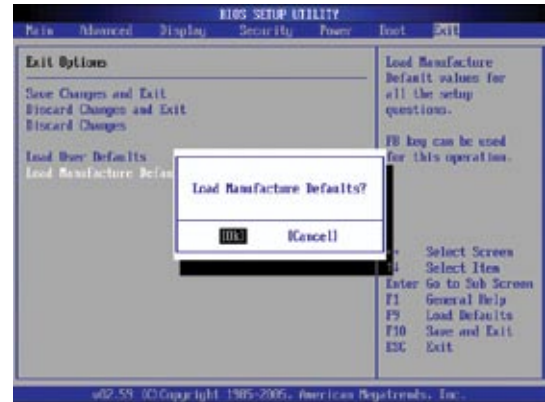 BIOS SETUP UTILITY
Main Advanced Display Security Power Boot Exit
Exit Options
Save Changes and Exit
Discard Changes and Exit
Discard Changes
Load User Defaults
Load Manufacture Defau
Load Manufacture Defaults?
[Ok] [Cancel]
Load Manufacture
Default values for
all the setup
questions.
F8 key can be used
for this operation.
Select Screen
Select Item
Enter Go to Sub Screen
F1 General Help
F9 Load Defaults
F10 Save and Exit
ESC Exit
v02.59 (C)Copyright 1985-2005, American Megatrends, Inc.